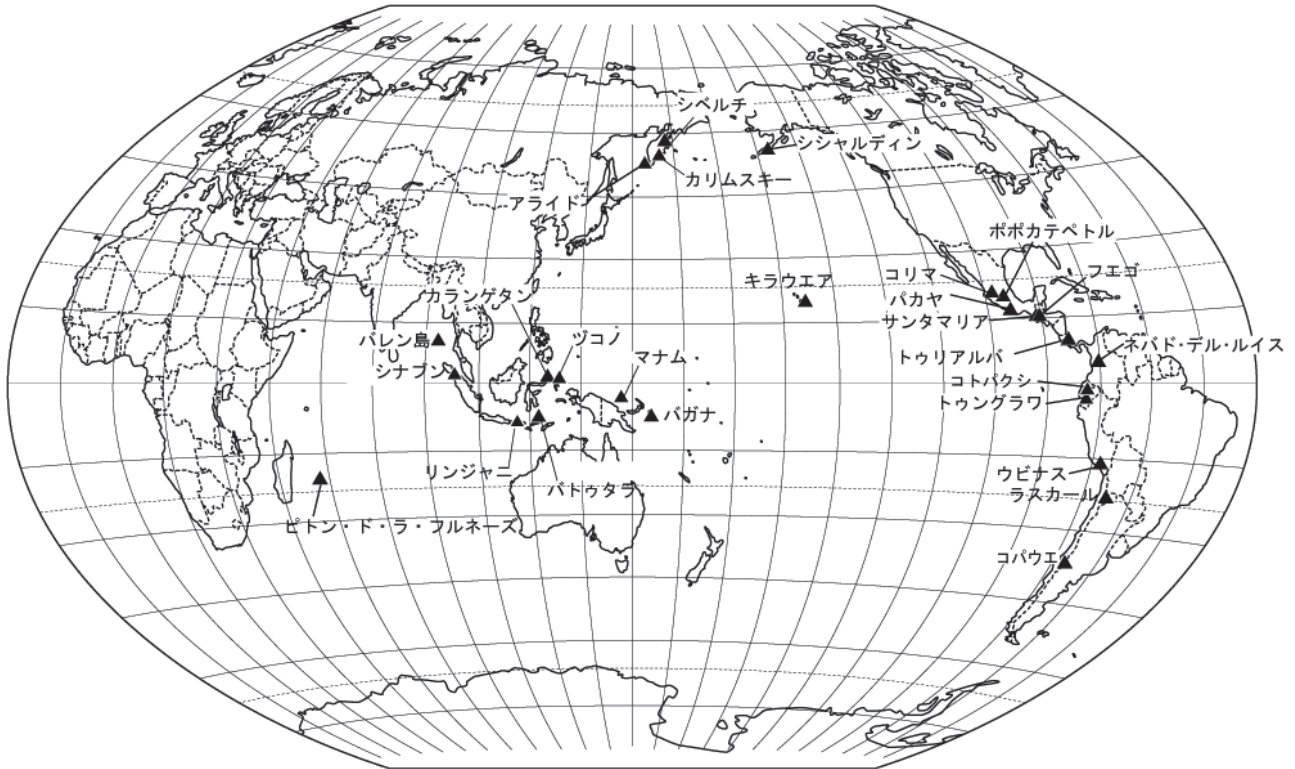 シベルチ
シシャルディン
カリムスキー
アライド
ポポカテペトル
キラウエア
コリマ
フエゴ
カランゲタン
パカヤ
サンタマリア
バレン島
ヅコノ
マナム
トゥリアルバ
ネバド・デル・ルイス
シナブン
コトパクシ
トゥングラワ
バガナ
リンジャニ
バトゥタラ
ウビナス
ラスカール
ピトン・ド・ラ・フルネーズ
コパウエ